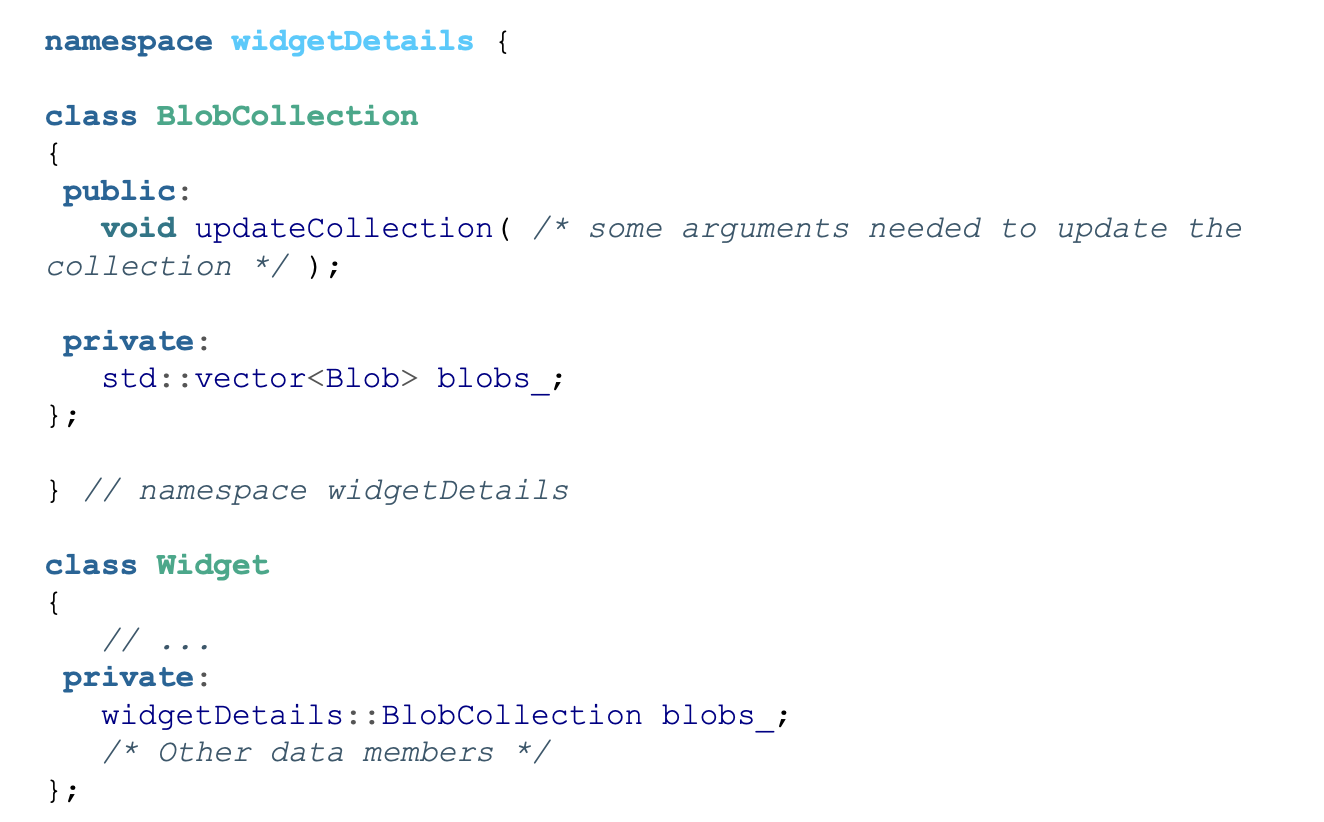 namespace widgetDetails {
class BlobCollection
{
public:
void updateCollection( /* some arguments needed to update the
collection */ );
private:
std::vector<Blob> blobs_;
};
} // namespace widgetDetails
class Widget
{
// ...
private:
widgetDetails::BlobCollection blobs_;
/* Other data members */
};